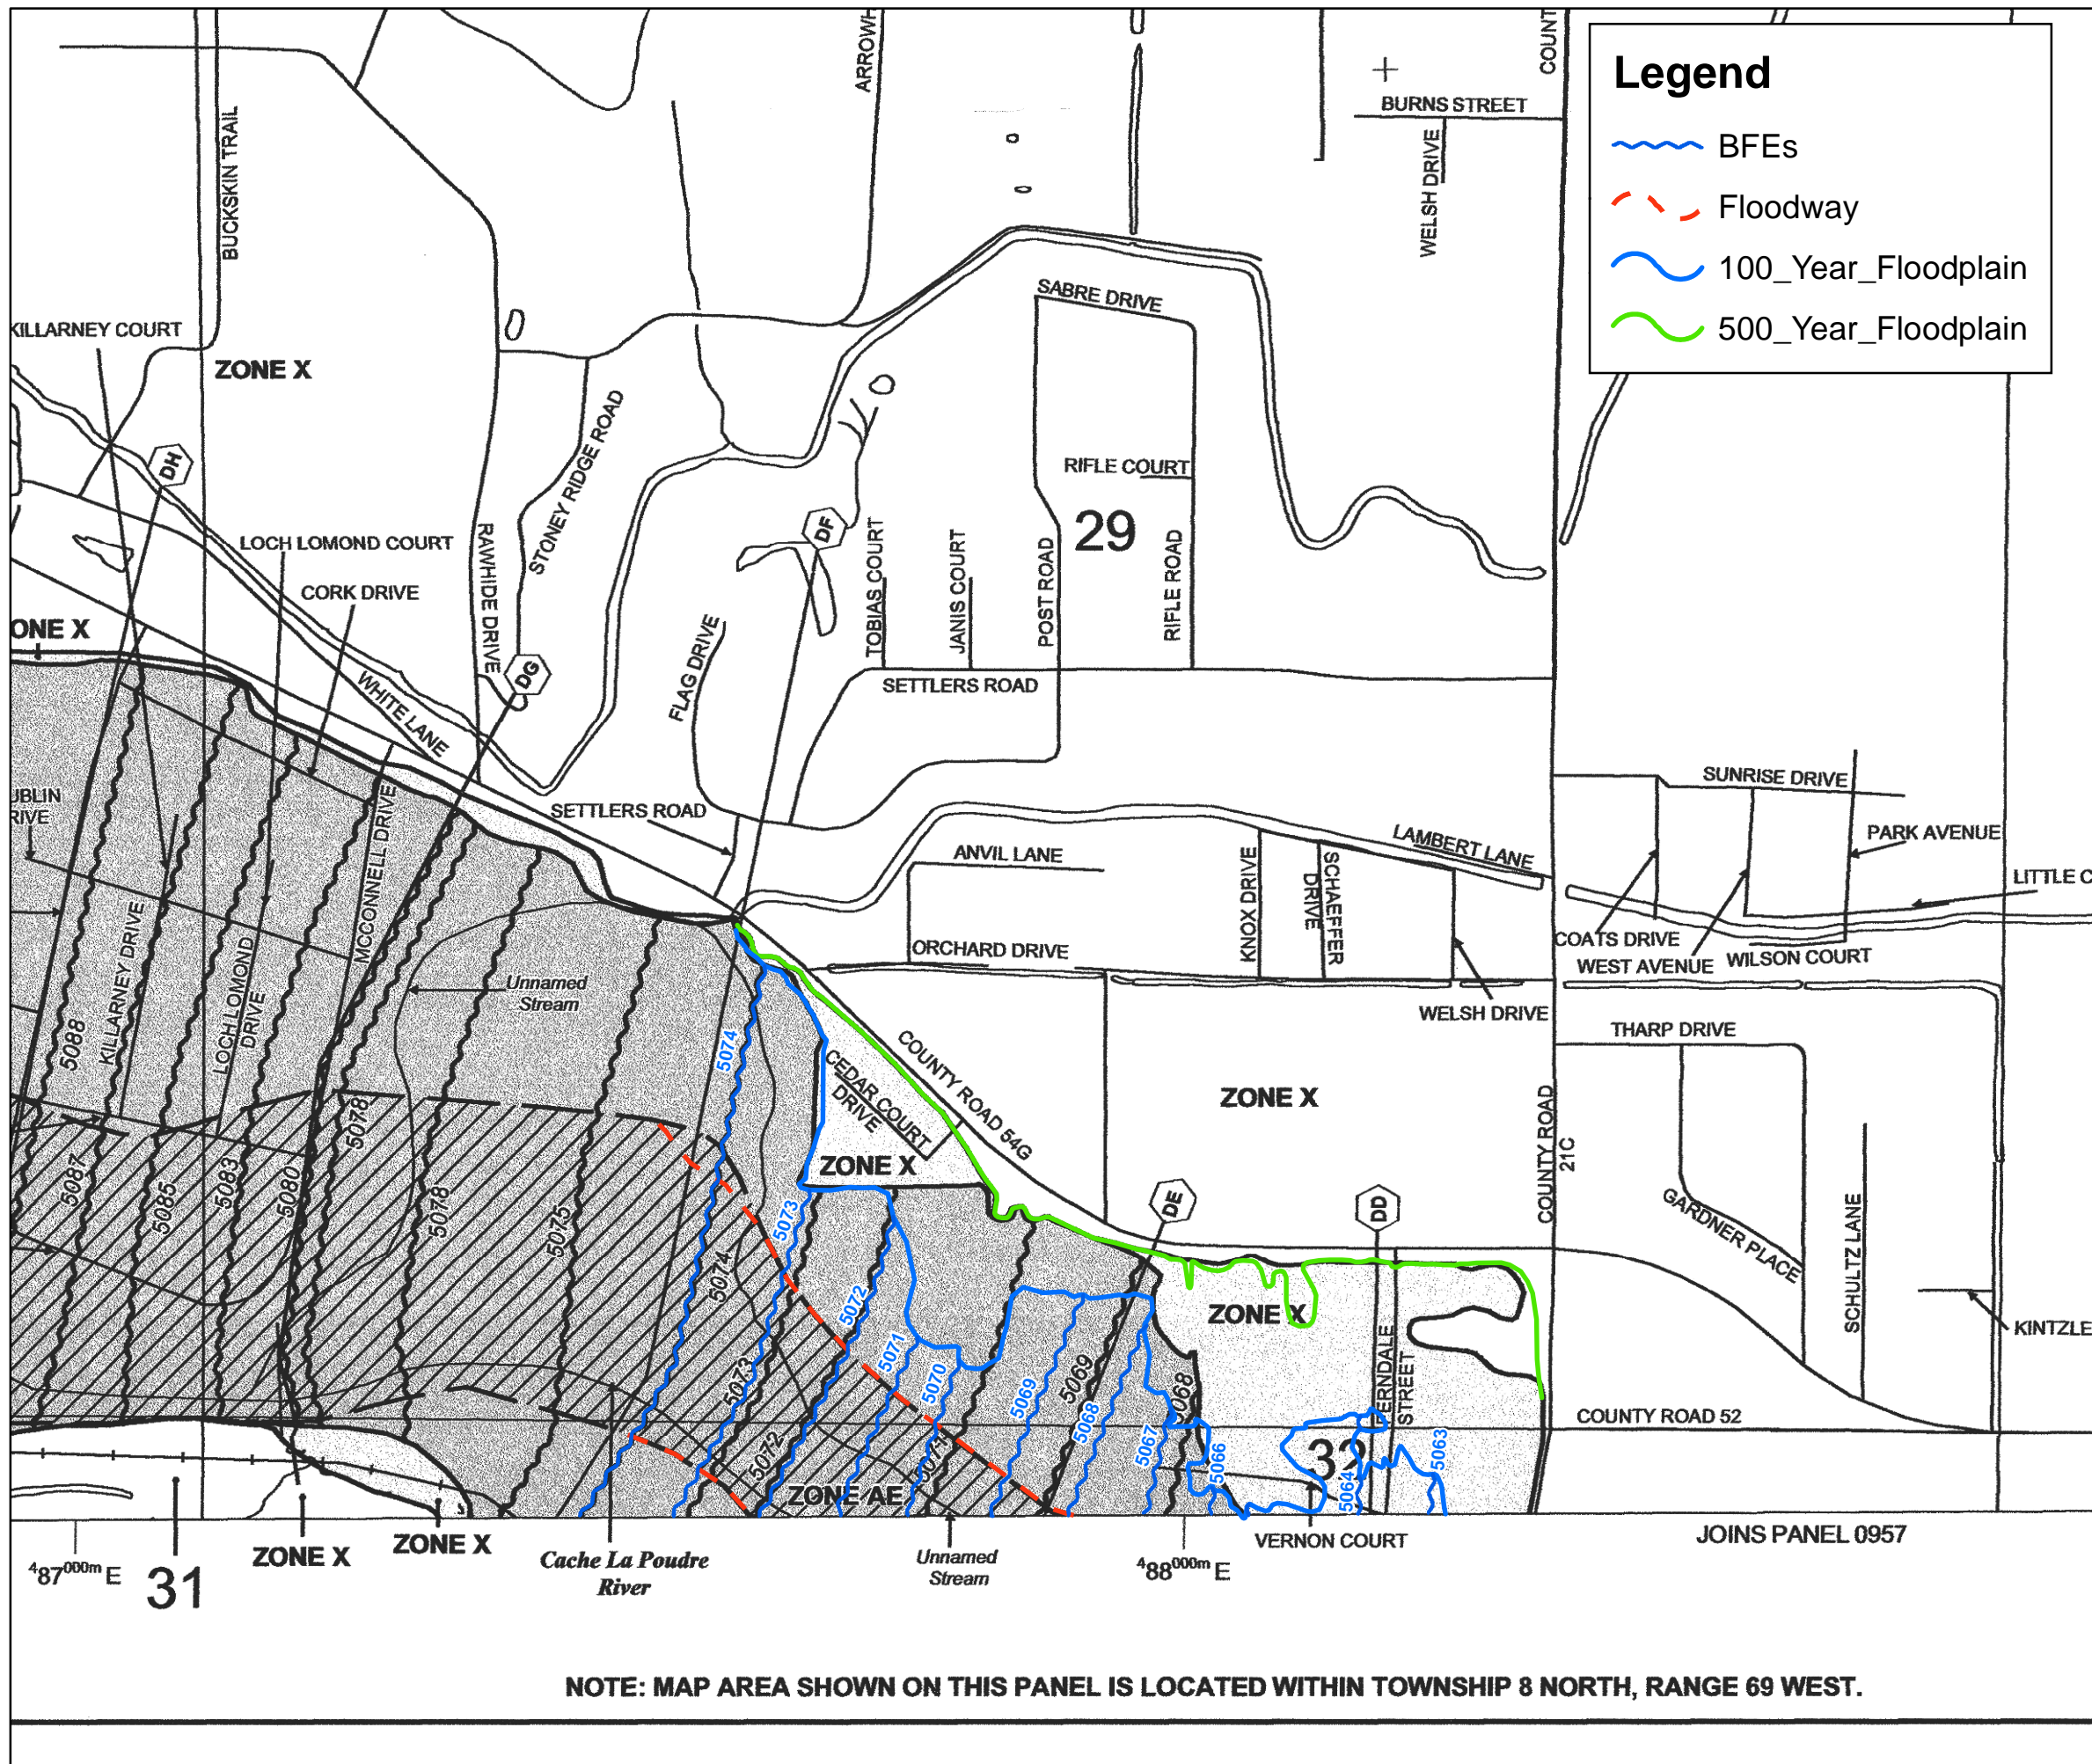 Legend
BFEs
Floodway
100_Year_Floodplain
500_Year_Floodplain
BURNS STREET
WELSH DRIVE
COUNT
ARROWH
BUCKSKIN TRAIL
KILLARNEY COURT
ZONE X
SABRE DRIVE
STONEY RIDGE ROAD
DH
DF
RIFLE COURT
29
LOCH LOMOND COURT
CORK DRIVE
RAWHIDE DRIVE
TOBIAS COURT
JANIS COURT
POST ROAD
RIFLE ROAD
ONE X
DG
FLAG DRIVE
SETTLERS ROAD
WHITE LANE
SETTLERS ROAD
UBLIN
RIVE
MCCONNELL DRIVE
ANVIL LANE
LAMBERT LANE
SUNRISE DRIVE
PARK AVENUE
LITTLE C
KNOX DRIVE
SCHAEFFER
DRIVE
ORCHARD DRIVE
COATS DRIVE
WEST AVENUE
WILSON COURT
WELSH DRIVE
THARP DRIVE
Unnamed
Stream
KILLARNEY DRIVE
LOCH LOMOND
DRIVE
5088
5074
CEDAR COURT
DRIVE
COUNTY ROAD 54G
ZONE X
ZONE X
COUNTY ROAD
21C
5087
5085
5083
5080
5078
5078
5075
5074
5073
5073
5072
5072
5071
5071
5070
5069
5069
5068
5068
5067
5066
5064
5063
DE
DD
GARDNER PLACE
SCHULTZ LANE
KINTZLE
ZONE X
FERNDALE
STREET
COUNTY ROAD 52
32
ZONE AE
VERNON COURT
JOINS PANEL 0957
487000m E
31
ZONE X
ZONE X
Cache La Poudre
River
Unnamed
Stream
488000m E
NOTE: MAP AREA SHOWN ON THIS PANEL IS LOCATED WITHIN TOWNSHIP 8 NORTH, RANGE 69 WEST.